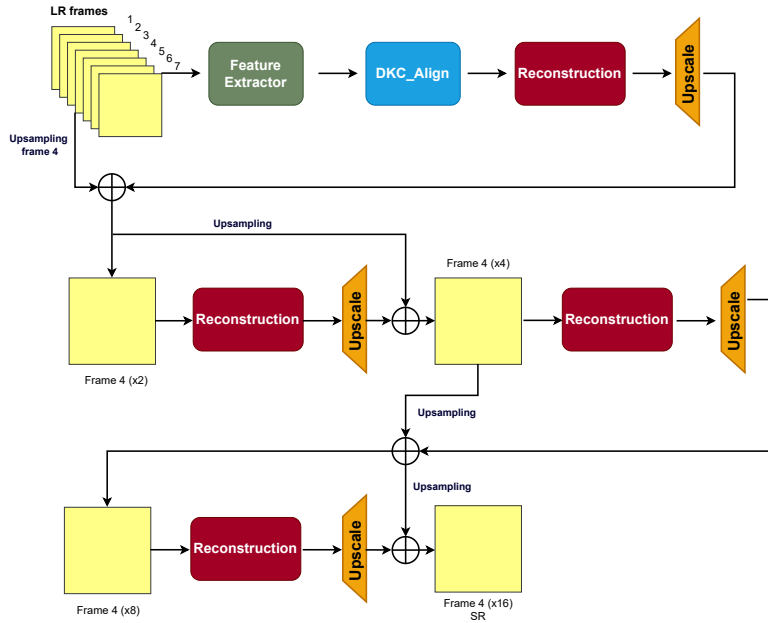 LR frames
1
2
3
4
5
6
7
Feature
Extractor
DKC_Align
Reconstruction
Upscale
Upsampling
frame 4
Upsampling
Frame 4 (x4)
Reconstruction
Upscale
Reconstruction
Upscale
Frame 4 (x2)
Upsampling
Upsampling
Reconstruction
Upscale
Frame 4 (x8)
Frame 4 (x16)
SR